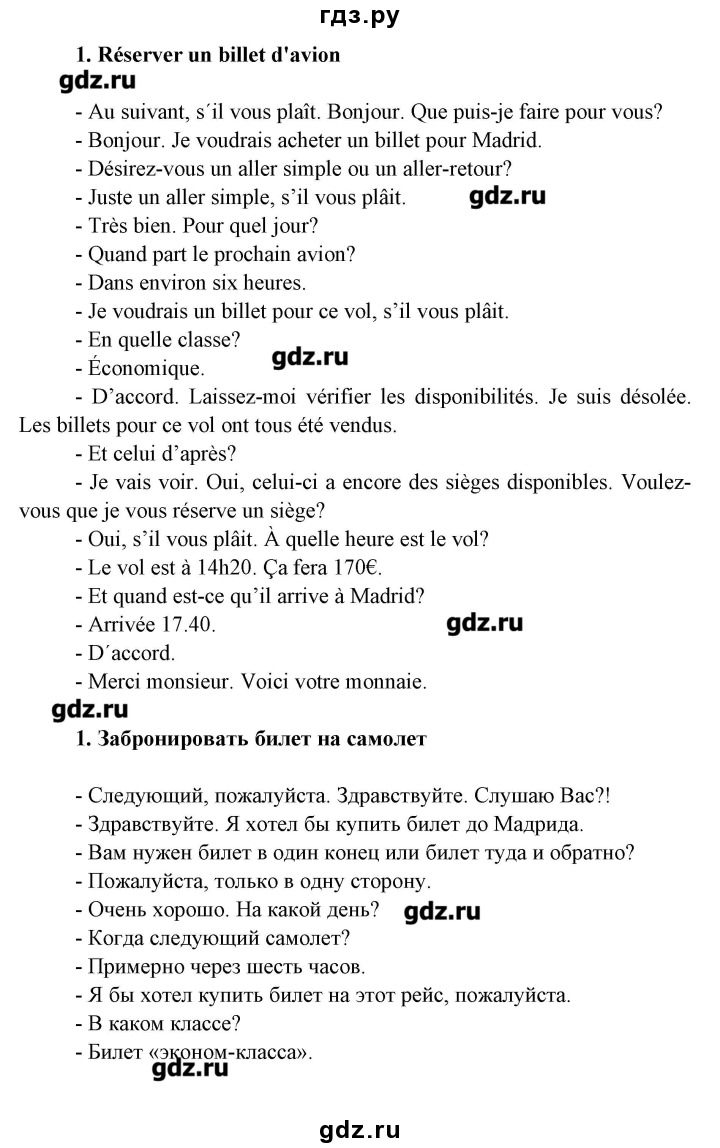 гдз.ру
1. Réserver un billet d'avion
gdz.ru
- Au suivant, s´il vous plaît. Bonjour. Que puis-je faire pour vous?
- Bonjour. Je voudrais acheter un billet pour Madrid.
- Désirez-vous un aller simple ou un aller-retour?
- Juste un aller simple, s’il vous plâit.
gdz.ru
- Très bien. Pour quel jour?
- Quand part le prochain avion?
- Dans environ six heures.
- Je voudrais un billet pour ce vol, s’il vous plâit.
- En quelle classe?
gdz.ru
- Économique.
- D’accord. Laissez-moi vérifier les disponibilités. Je suis désolée.
Les billets pour ce vol ont tous été vendus.
- Et celui d’après?
- Je vais voir. Oui, celui-ci a encore des sièges disponibles. Voulez-
vous que je vous réserve un siège?
- Oui, s’il vous plâit. À quelle heure est le vol?
- Le vol est à 14h20. Ça fera 170€.
- Et quand est-ce qu’il arrive à Madrid?
- Arrivée 17.40.
gdz.ru
- D´accord.
- Merci monsieur. Voici votre monnaie.
gdz.ru
1. Забронировать билет на самолет
- Следующий, пожалуйста. Здравствуйте. Слушаю Вас?!
- Здравствуйте. Я хотел бы купить билет до Мадрида.
- Вам нужен билет в один конец или билет туда и обратно?
- Пожалуйста, только в одну сторону.
- Очень хорошо. На какой день?
gdz.ru
- Когда следующий самолет?
- Примерно через шесть часов.
- Я бы хотел купить билет на этот рейс, пожалуйста.
- В каком классе?
- Билет «эконом-класса».
gdz.ru
gdz.ru